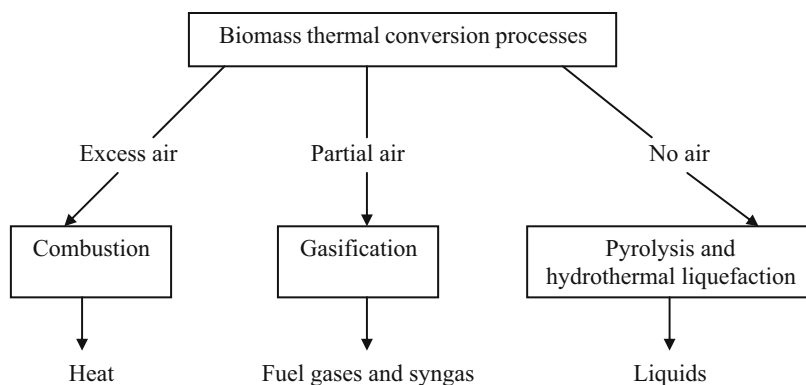 Biomass thermal conversion processes
Excess air
Partial air
No air
Combustion
Gasification
Pyrolysis and
hydrothermal liquefaction
Heat
Fuel gases and syngas
Liquids